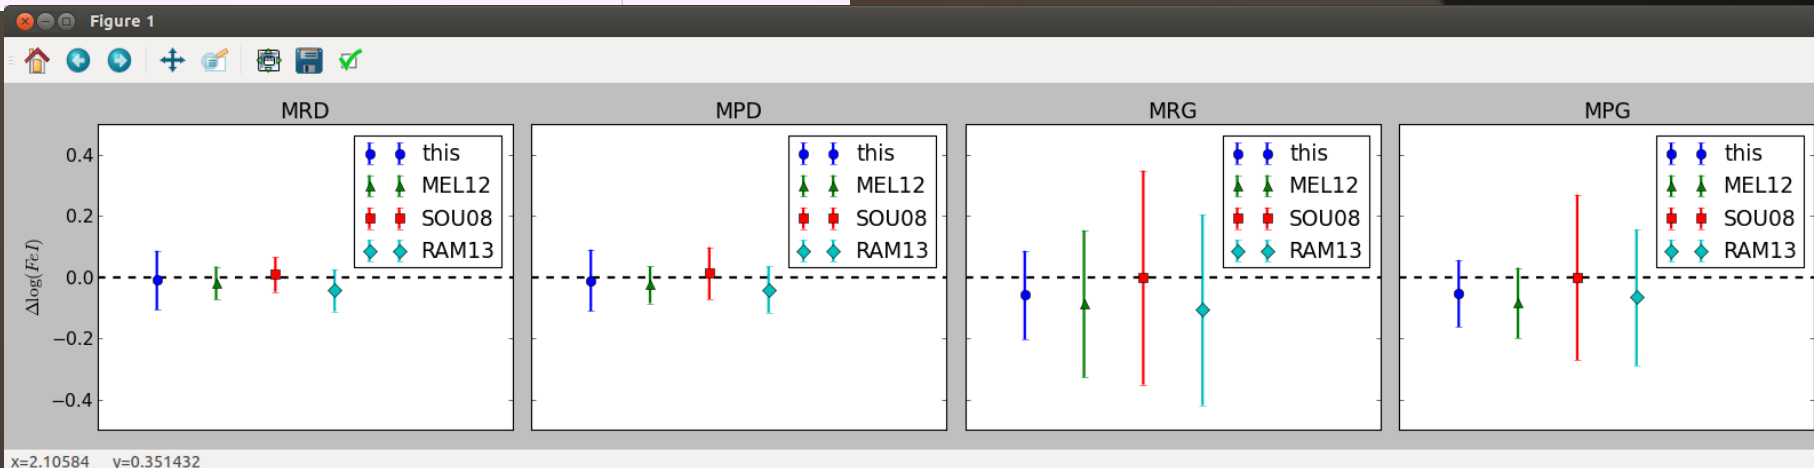 Figure 1
MRD
MPD
MRG
MPG
0.4
0.2
0.0
−0.2
−0.4
Δlog(FeI)
this
MEL12
SOU08
RAM13
this
MEL12
SOU08
RAM13
this
MEL12
SOU08
RAM13
this
MEL12
SOU08
RAM13
x=2.10584 y=0.351432